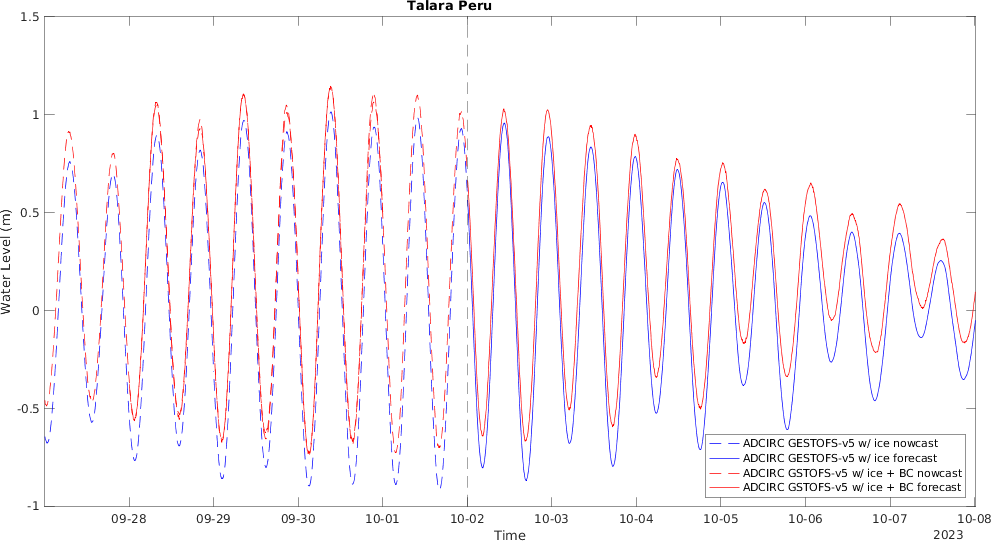 Talara Peru
1.5
1
0.5
0
-0.5
-1
Water Level (m)
ADCIRC GESTOFS-v5 w/ ice nowcast
ADCIRC GESTOFS-v5 w/ ice forecast
ADCIRC GSTOFS-v5 w/ ice + BC nowcast
ADCIRC GSTOFS-v5 w/ ice + BC forecast
09-28 09-29 09-30 10-01 10-02 10-03 10-04 10-05 10-06 10-07 10-08
Time
2023